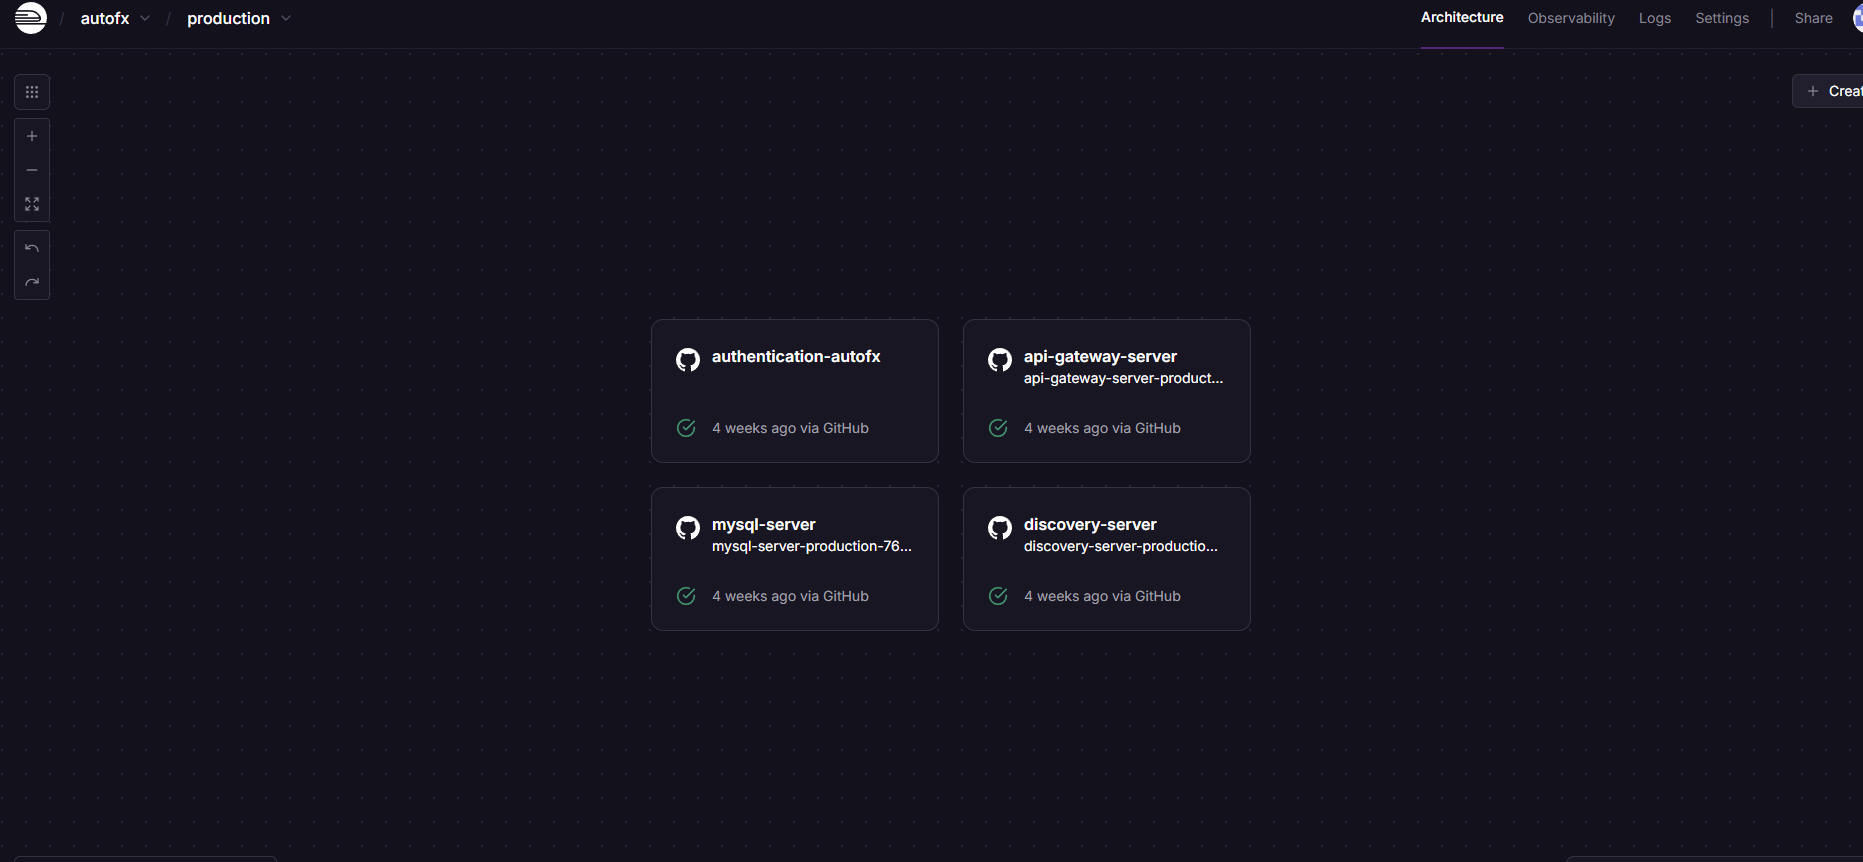 / autofx / production
Architecture Observability Logs Settings | Share
+ Creat
authentication-autofx
4 weeks ago via GitHub
api-gateway-server
api-gateway-server-product...
4 weeks ago via GitHub
mysql-server
mysql-server-production-76...
4 weeks ago via GitHub
discovery-server
discovery-server-productio...
4 weeks ago via GitHub